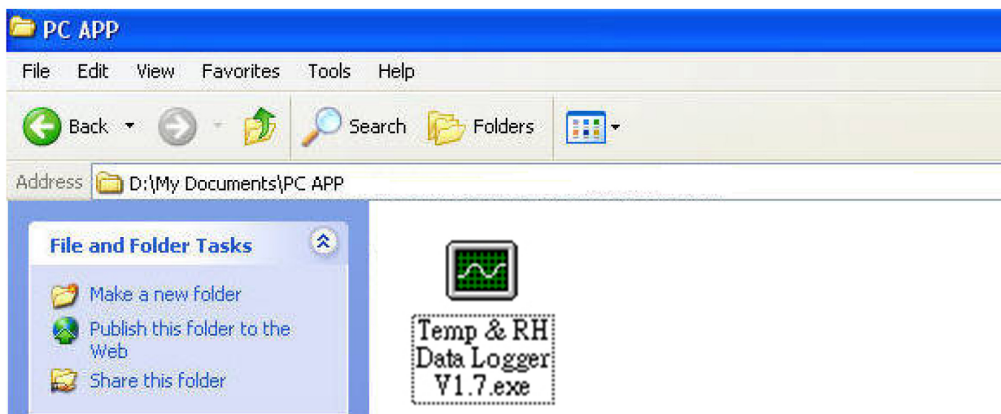 PC APP
File Edit View Favorites Tools Help
Back Search Folders
Address D:\My Documents\PC APP
File and Folder Tasks
Make a new folder
Publish this folder to the
Web
Share this folder
Temp & RH
Data Logger
V1.7.exe